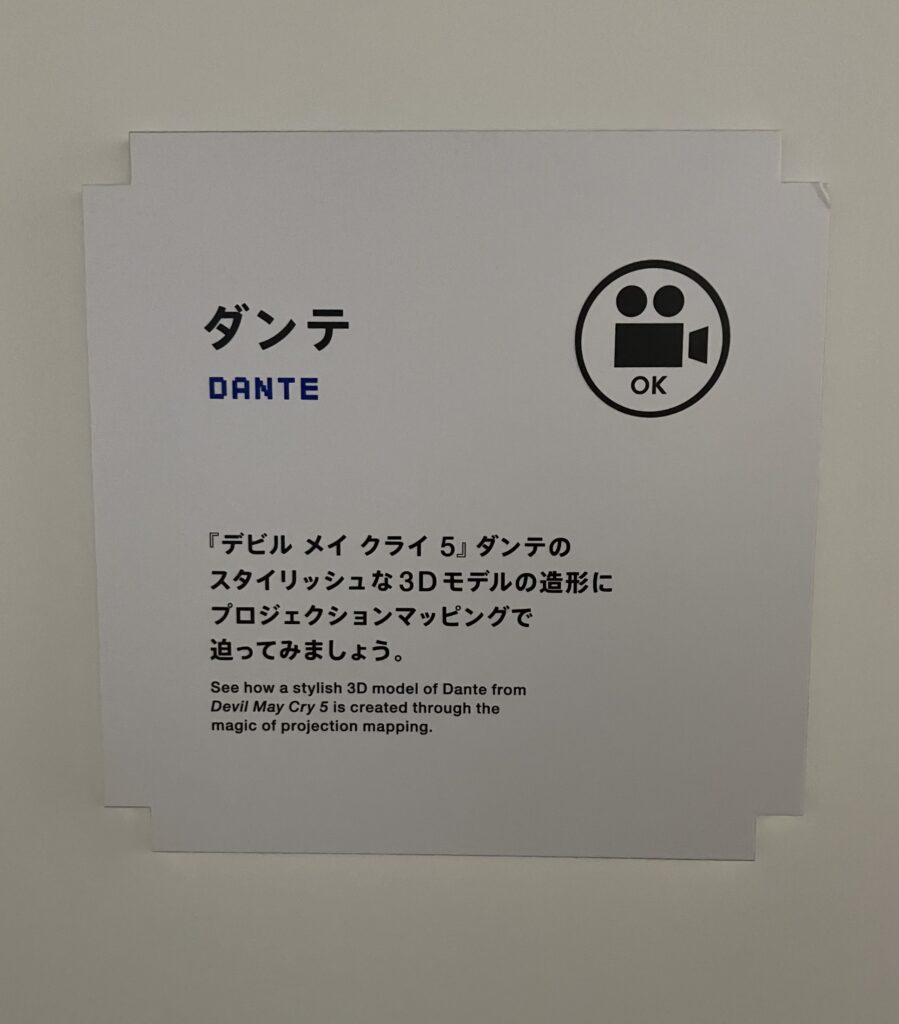 ダンテ
DANTE
OK
『デビル メイ クライ 5』ダンテの
スタイリッシュな3Dモデルの造形に
プロジェクションマッピングで
迫ってみましょう。
See how a stylish 3D model of Dante from
Devil May Cry 5 is created through the
magic of projection mapping.